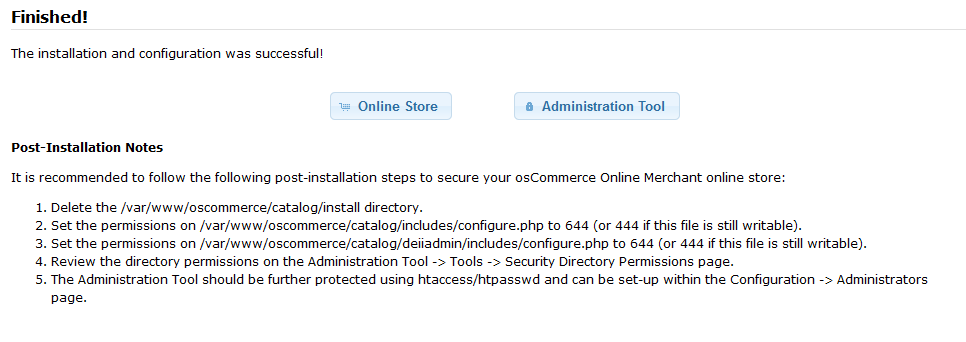 Finished!
The installation and configuration was successful!
Online Store
Administration Tool
Post-Installation Notes
It is recommended to follow the following post-installation steps to secure your osCommerce Online Merchant online store:
1. Delete the /var/www/oscommerce/catalog/install directory.
2. Set the permissions on /var/www/oscommerce/catalog/includes/configure.php to 644 (or 444 if this file is still writable).
3. Set the permissions on /var/www/oscommerce/catalog/deiiadmin/includes/configure.php to 644 (or 444 if this file is still writable).
4. Review the directory permissions on the Administration Tool -> Tools -> Security Directory Permissions page.
5. The Administration Tool should be further protected using htaccess/htpasswd and can be set-up within the Configuration -> Administrators
page.